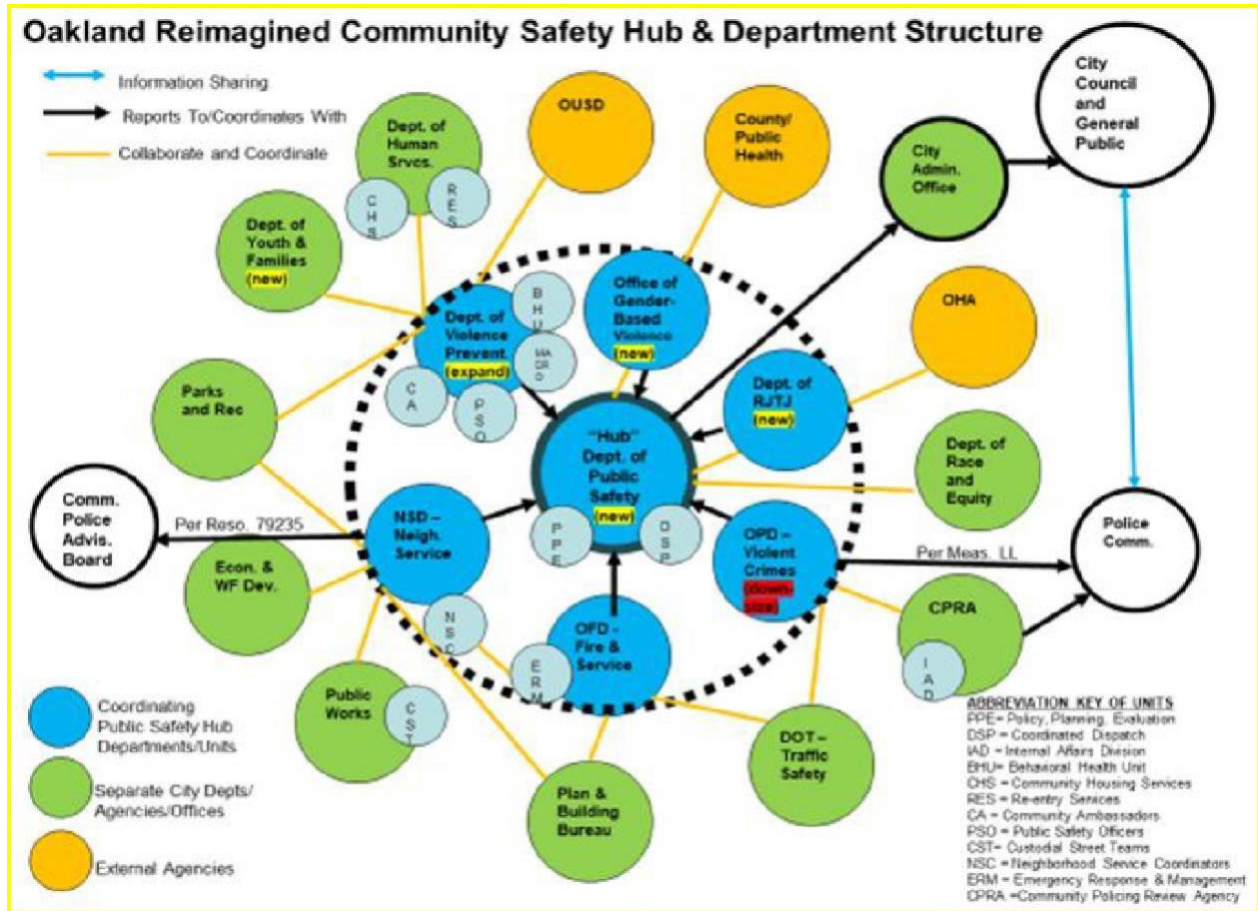 Oakland Reimagined Community Safety Hub & Department Structure
Information Sharing
Reports To/Coordinates With
Collaborate and Coordinate
City
Council
and
General
Public
OUSD
County/
Public
Health
Dept. of
Human
Srvcs.
CHS
RES
City
Admin.
Office
Dept. of
Youth &
Families
(new)
Office of
Gender-
Based
Violence
(new)
Dept. of
Violence
Prevent.
(expand)
BHU
MACRO
CA
PSO
OHA
Dept. of
RJTJ
(new)
Parks
and Rec
"Hub"
Dept. of
Public
Safety
(new)
PPE
DSP
Dept. of
Race
and
Equity
Comm.
Police
Advis.
Board
Per Reso. 79235
NSD –
Neigh.
Service
NSC
OPD –
Violent
Crimes
(down-
size)
Per Meas. LL
Police
Comm.
Econ. &
WF Dev.
OFD –
Fire &
Service
ERM
CPRA
IAD
Public
Works
CST
DOT –
Traffic
Safety
Plan &
Building
Bureau
Coordinating
Public Safety Hub
Departments/Units
Separate City Depts/
Agencies/Offices
External Agencies
ABBREVIATION KEY OF UNITS
PPE= Policy, Planning, Evaluation
DSP = Coordinated Dispatch
IAD = Internal Affairs Division
BHU= Behavioral Health Unit
CHS = Community Housing Services
RES = Re-entry Services
CA = Community Ambassadors
PSO = Public Safety Officers
CST= Custodial Street Teams
NSC = Neighborhood Service Coordinators
ERM = Emergency Response & Management
CPRA =Community Policing Review Agency